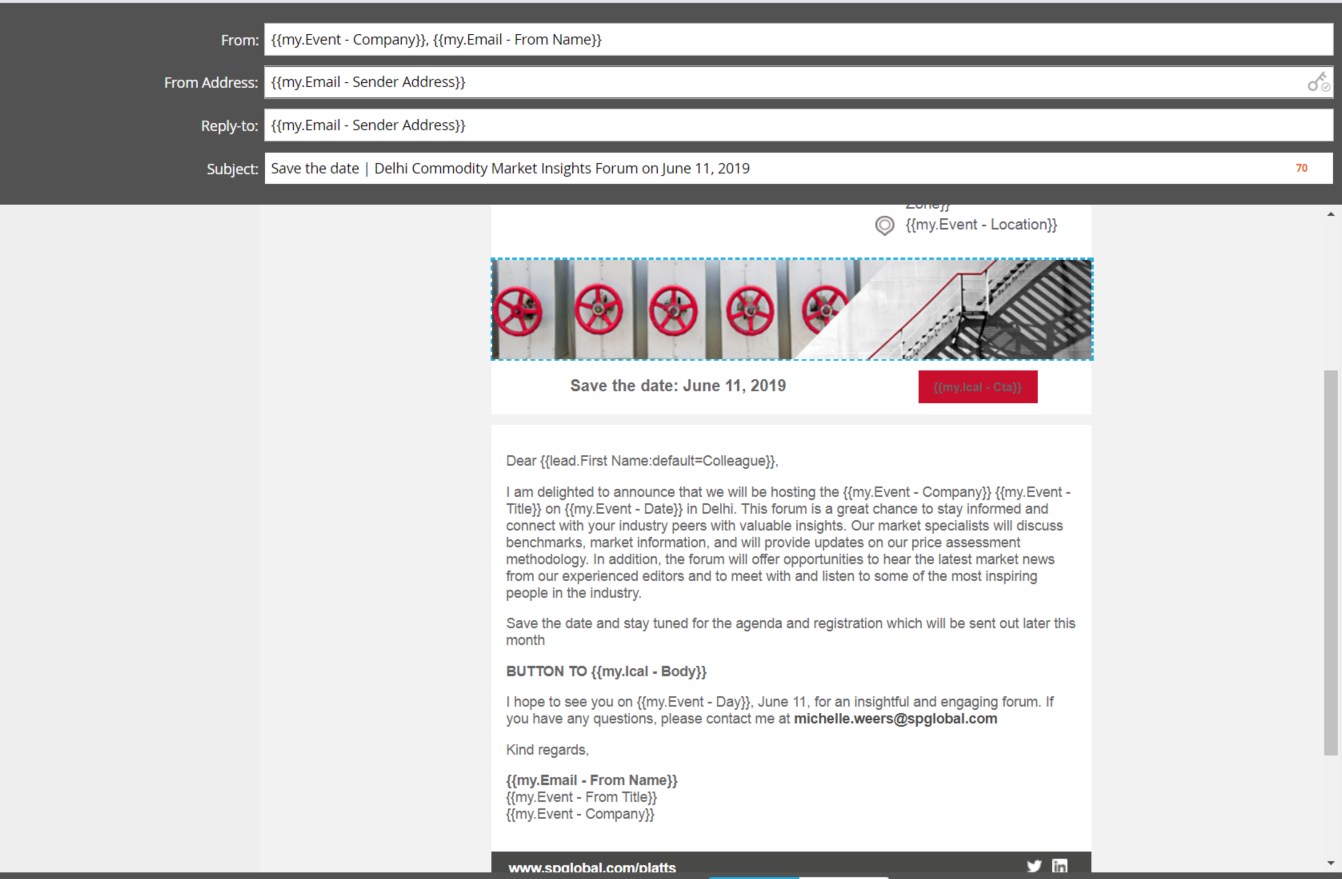 From: {{my.Event - Company}}, {{my.Email - From Name}}
From Address: {{my.Email - Sender Address}}
Reply-to: {{my.Email - Sender Address}}
Subject: Save the date | Delhi Commodity Market Insights Forum on June 11, 2019 70
Zone}}
{{my.Event - Location}}
Save the date: June 11, 2019
{{my.Ical - Cta}}
Dear {{lead.First Name:default=Colleague}},
I am delighted to announce that we will be hosting the {{my.Event - Company}} {{my.Event -
Title}} on {{my.Event - Date}} in Delhi. This forum is a great chance to stay informed and
connect with your industry peers with valuable insights. Our market specialists will discuss
benchmarks, market information, and will provide updates on our price assessment
methodology. In addition, the forum will offer opportunities to hear the latest market news
from our experienced editors and to meet with and listen to some of the most inspiring
people in the industry.
Save the date and stay tuned for the agenda and registration which will be sent out later this
month
BUTTON TO {{my.Ical - Body}}
I hope to see you on {{my.Event - Day}}, June 11, for an insightful and engaging forum. If
you have any questions, please contact me at michelle.weers@spglobal.com
Kind regards,
{{my.Email - From Name}}
{{my.Event - From Title}}
{{my.Event - Company}}
www.spglobal.com/platts
in